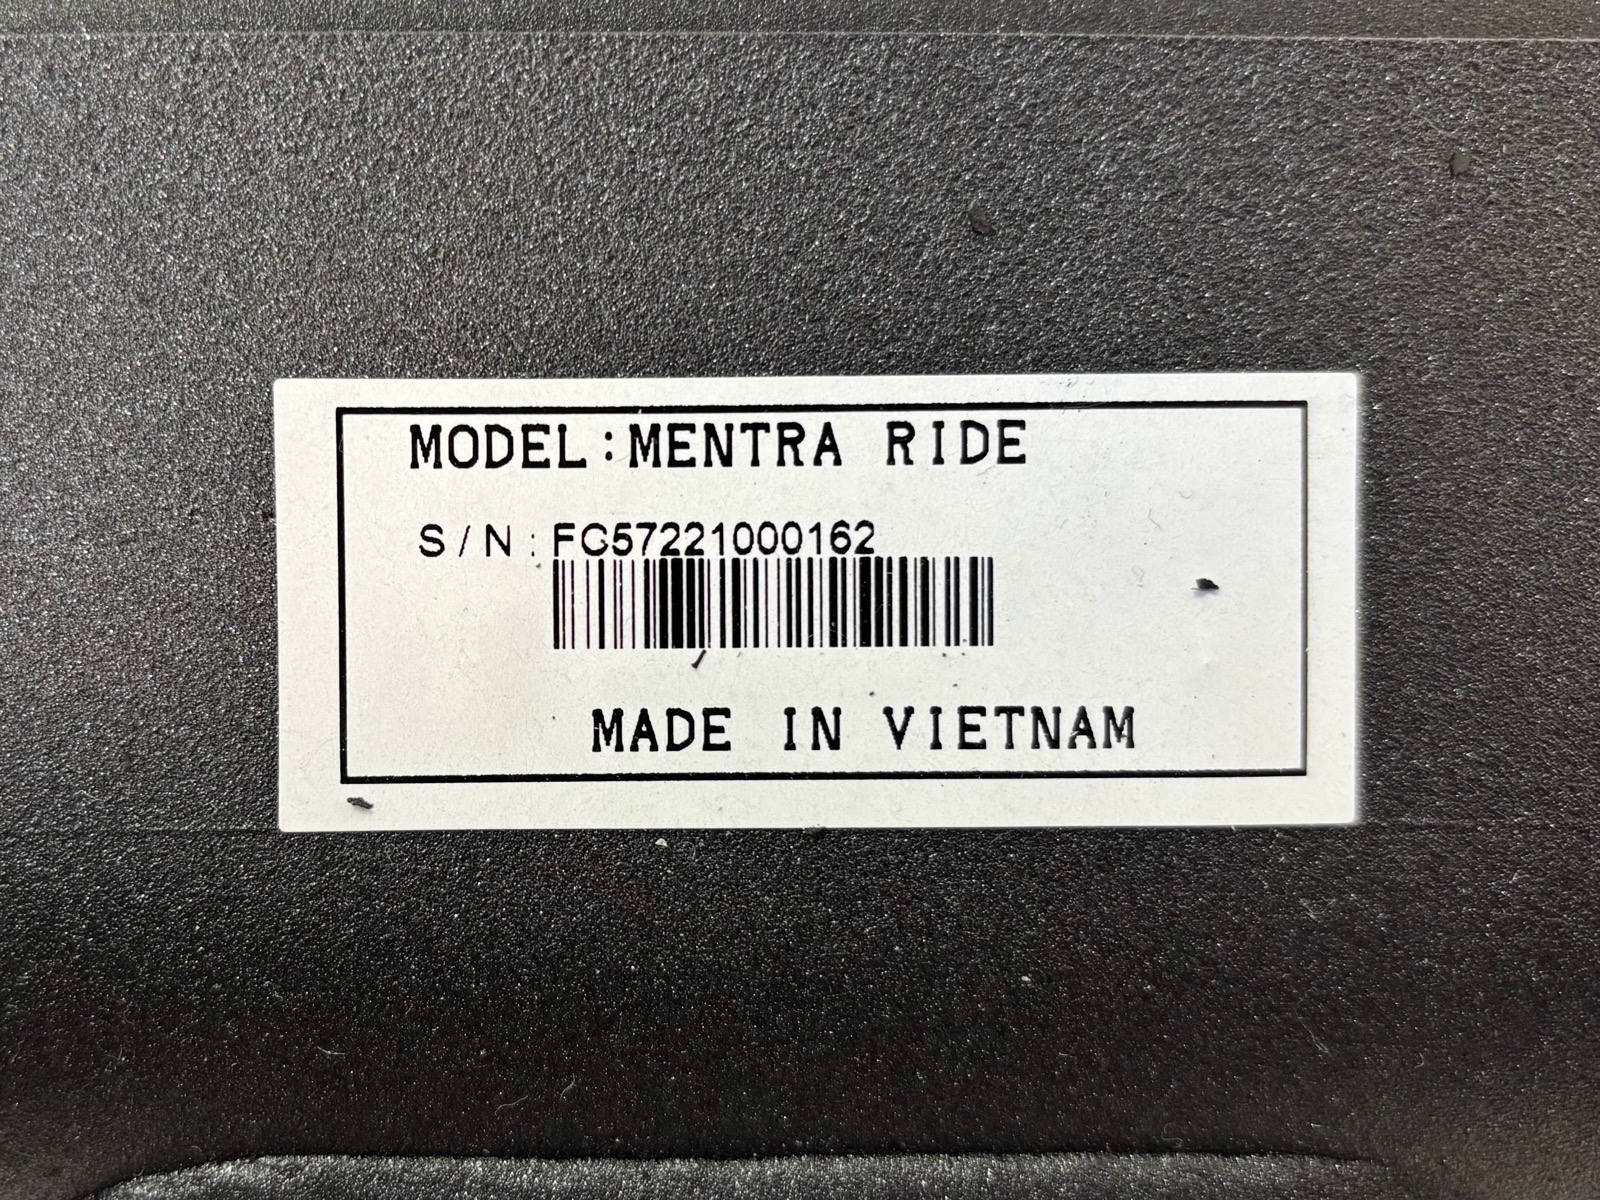 MODEL:MENTRA RIDE
S/N:FG57221000162
MADE IN VIETNAM